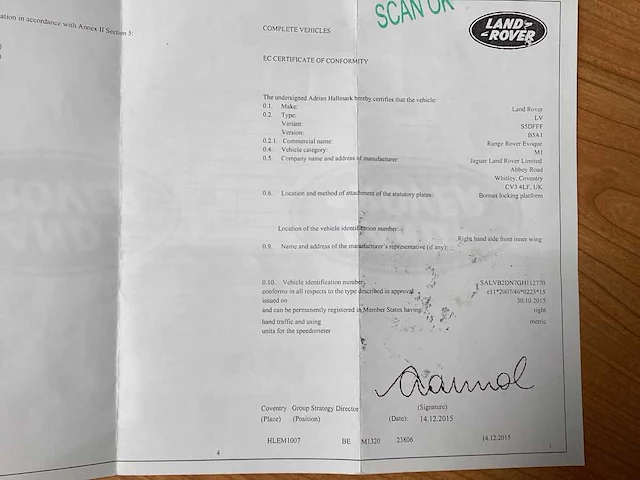 ation in accordance with Annex II Section 5:
SCAN OK
LAND-
-ROVER
COMPLETE VEHICLES
EC CERTIFICATE OF CONFORMITY
The undersigned Adrian Hallmark hereby certifies that the vehicle:
0.1. Make: Land Rover
0.2. Type: LV
Variant: S5DFFF
Version: B5A1
0.2.1 Commercial name: Range Rover Evoque
0.4. Vehicle category: M1
0.5. Company name and address of manufacturer: Jaguar Land Rover Limited
Abbey Road
Whitley, Coventry
CV3 4LF, UK
0.6. Location and method of attachment of the statutory plates: Bonnet locking platform
Location of the vehicle identification number: Right hand side front inner wing
0.9. Name and address of the manufacturer's representative (if any):
0.10. Vehicle identification number: SALVB2DN7GH112770
conforms in all respects to the type described in approval e11*2007/46*0223*15
issued on 30.10.2015
and can be permanently registered in Member States having right
hand traffic and using metric
units for the speedometer
Coventry Group Strategy Director (Signature)
(Place) (Position) (Date): 14.12.2015
HLEM1007 BE M1320 23806 14.12.2015
4 1